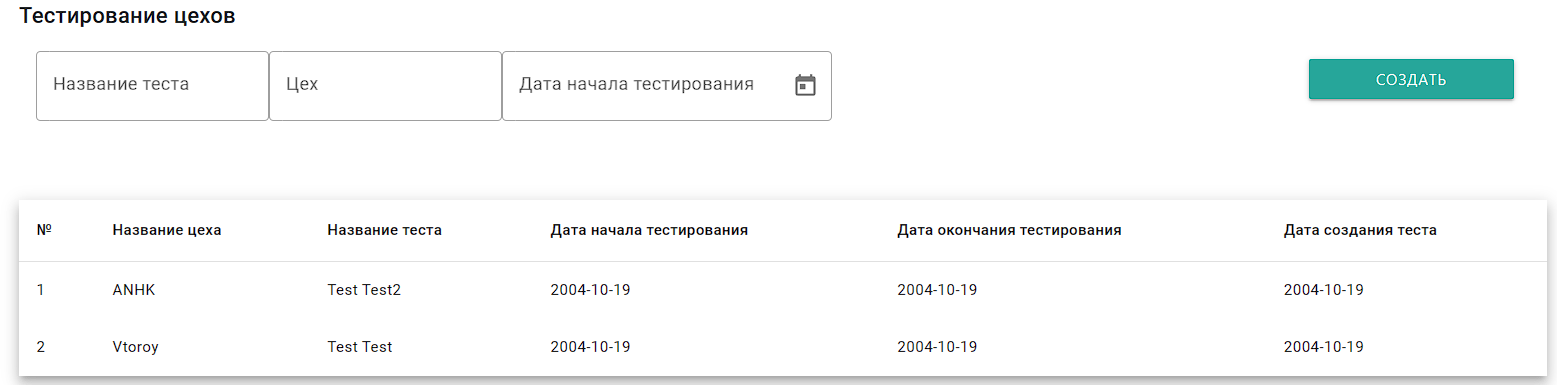 Тестирование цехов
Название теста Цех Дата начала тестирования СОЗДАТЬ
№ Название цеха Название теста Дата начала тестирования Дата окончания тестирования Дата создания теста
1 ANHK Test Test2 2004-10-19 2004-10-19 2004-10-19
2 Vtoroy Test Test 2004-10-19 2004-10-19 2004-10-19